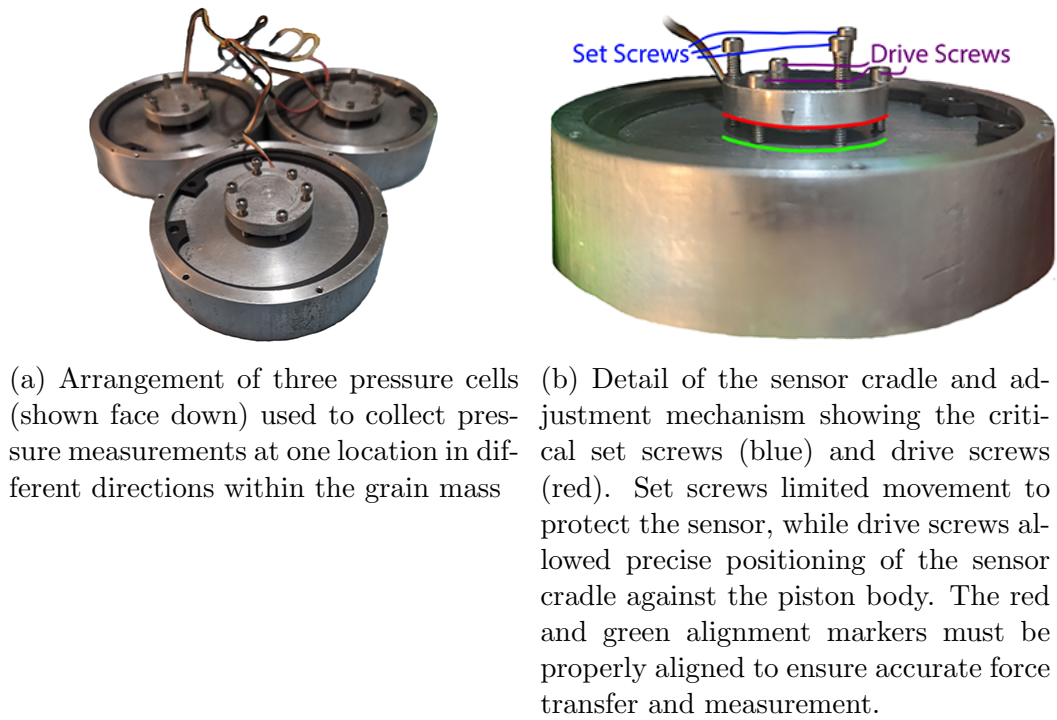 Set Screws
Drive Screws
(a) Arrangement of three pressure cells
(shown face down) used to collect pres-
sure measurements at one location in dif-
ferent directions within the grain mass
(b) Detail of the sensor cradle and ad-
justment mechanism showing the criti-
cal set screws (blue) and drive screws
(red). Set screws limited movement to
protect the sensor, while drive screws al-
lowed precise positioning of the sensor
cradle against the piston body. The red
and green alignment markers must be
properly aligned to ensure accurate force
transfer and measurement.